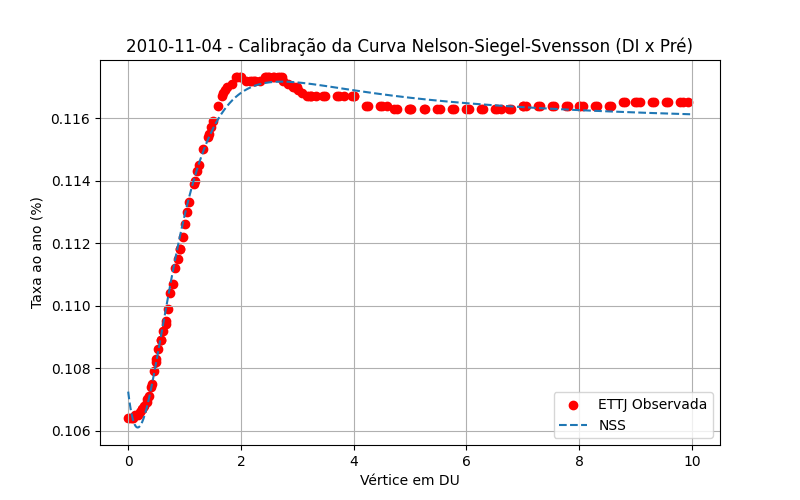 2010-11-04 - Calibração da Curva Nelson-Siegel-Svensson (DI x Pré)
Taxa ao ano (%)
0.116
0.114
0.112
0.110
0.108
0.106
ETTJ Observada
NSS
0 2 4 6 8 10
Vértice em DU